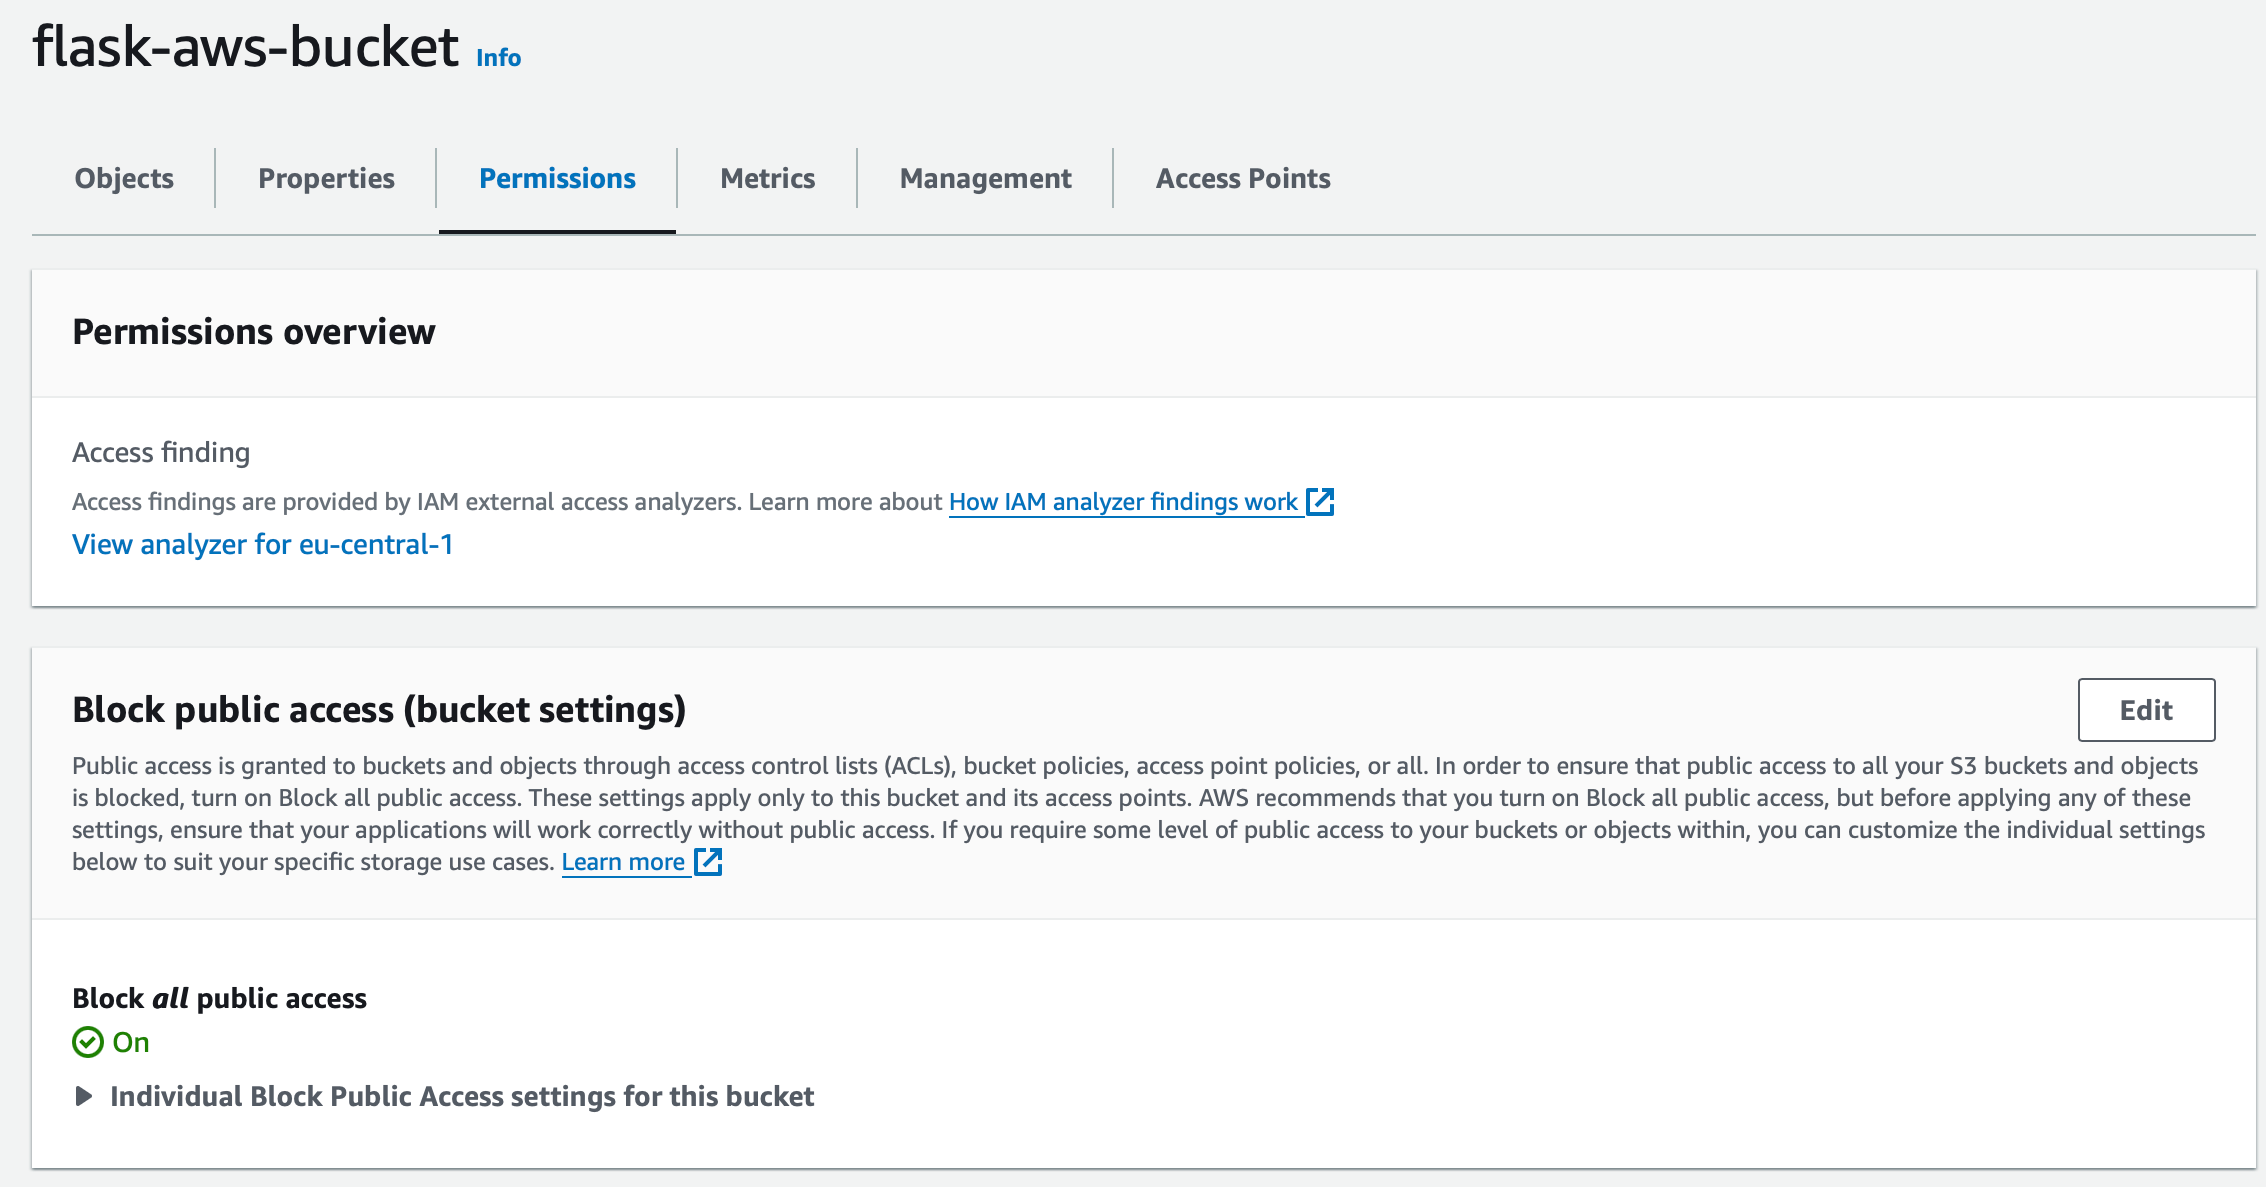 flask-aws-bucket Info
Objects
Properties
Permissions
Metrics
Management
Access Points
Permissions overview
Access finding
Access findings are provided by IAM external access analyzers. Learn more about How IAM analyzer findings work
View analyzer for eu-central-1
Block public access (bucket settings)
Edit
Public access is granted to buckets and objects through access control lists (ACLs), bucket policies, access point policies, or all. In order to ensure that public access to all your S3 buckets and objects
is blocked, turn on Block all public access. These settings apply only to this bucket and its access points. AWS recommends that you turn on Block all public access, but before applying any of these
settings, ensure that your applications will work correctly without public access. If you require some level of public access to your buckets or objects within, you can customize the individual settings
below to suit your specific storage use cases. Learn more
Block all public access
On
Individual Block Public Access settings for this bucket